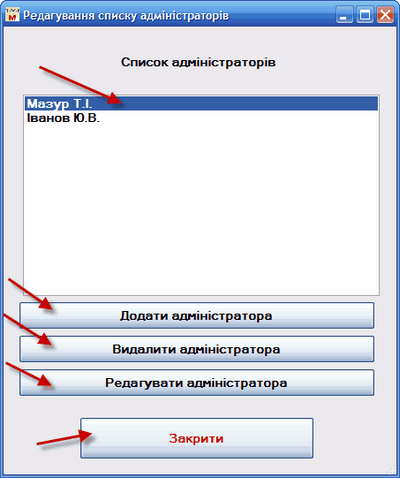 Редагування списку адміністраторів
Список адміністраторів
Мазур Т.І.
Іванов Ю.В.
Додати адміністратора
Видалити адміністратора
Редагувати адміністратора
Закрити